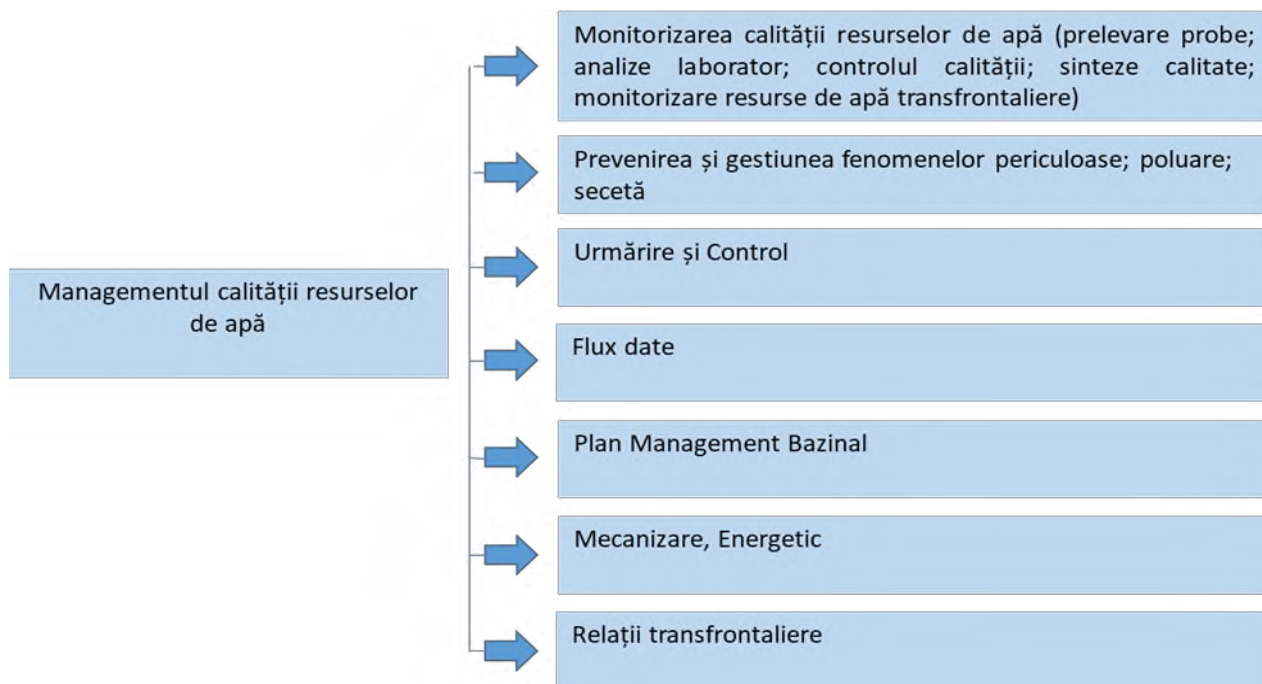 Monitorizarea calității resurselor de apă (prelevare probe;
analize laborator; controlul calității; sinteze calitate;
monitorizare resurse de apă transfrontaliere)
Prevenirea și gestiunea fenomenelor periculoase; poluare;
secetă
Urmărire și Control
Managementul calității resurselor
de apă
Flux date
Plan Management Bazinal
Mecanizare, Energetic
Relații transfrontaliere